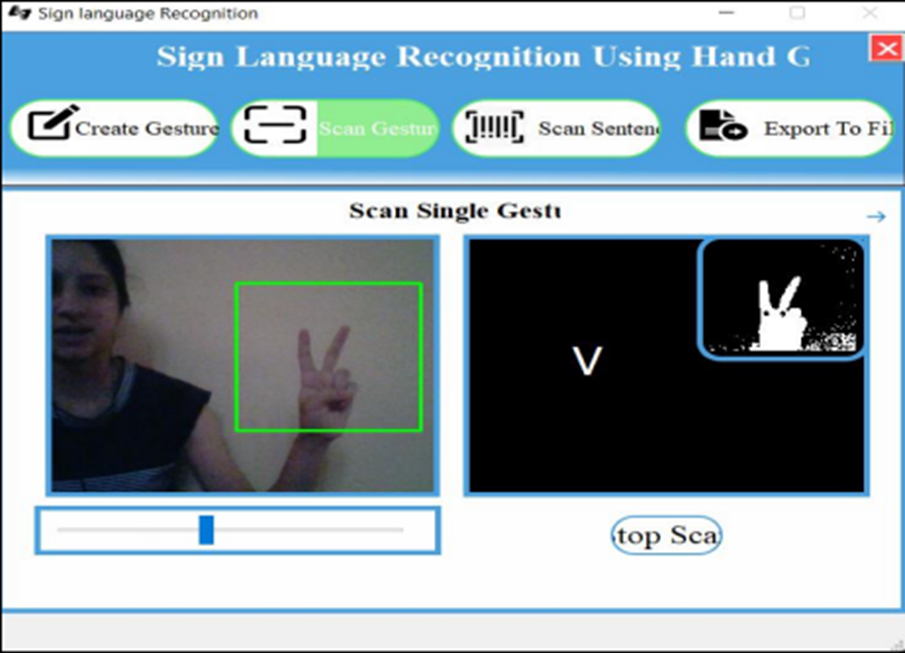 Sign language Recognition
Sign Language Recognition Using Hand G
Create Gesture
Scan Gestur
Scan Senten
Export To Fil
Scan Single Gestu
V
top Sca